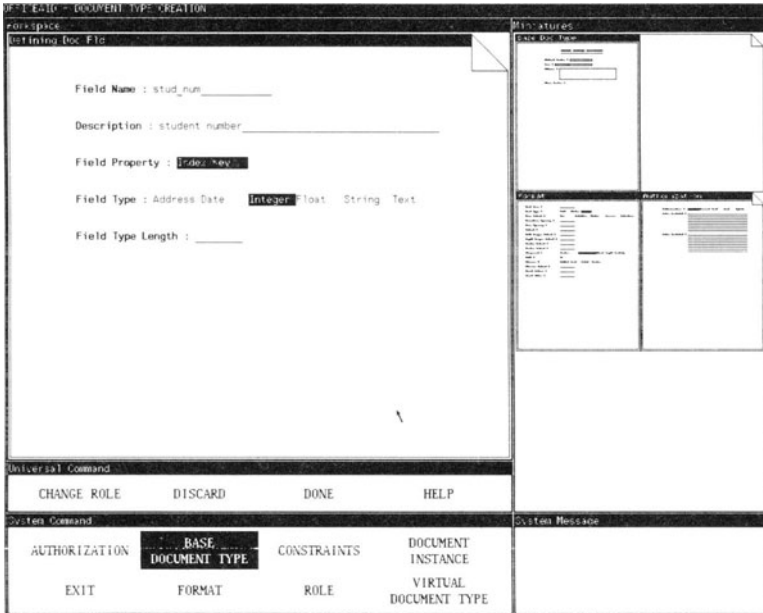 OFFICEAID - DOCUMENT TYPE CREATION
Workspace
Miniatures
Defining Doc Fld
Base Doc Type
Field Name : stud_num
Description : student number
Field Property : Index Key
Field Type : Address Date Integer Float String Text
Field Type Length :
Format
Authorization
Universal Command
CHANGE ROLE DISCARD DONE HELP
System Command
System Message
AUTHORIZATION BASE DOCUMENT TYPE CONSTRAINTS DOCUMENT INSTANCE
EXIT FORMAT ROLE VIRTUAL DOCUMENT TYPE